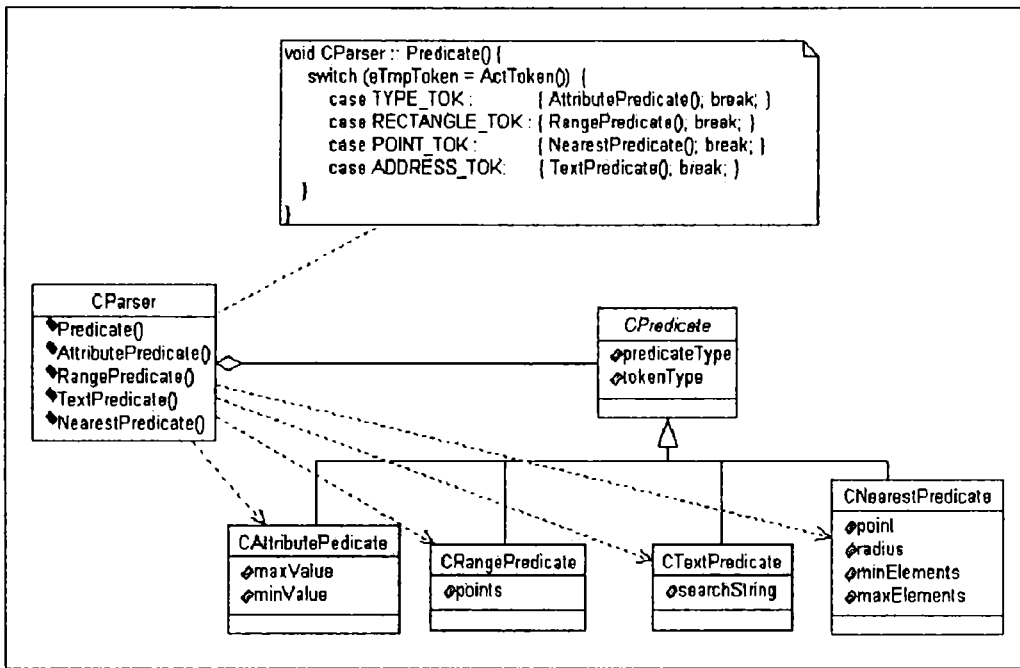 void CParser :: Predicate() {
switch (eTmpToken = ActToken()) {
case TYPE_TOK : { AttributePredicate(); break; }
case RECTANGLE_TOK : { RangePredicate(); break; }
case POINT_TOK : { NearestPredicate(); break; }
case ADDRESS_TOK: { TextPredicate(); break; }
}
}
CParser
Predicate()
AttributePredicate()
RangePredicate()
TextPredicate()
NearestPredicate()
CPredicate
predicateType
tokenType
CAttributePedicate
maxValue
minValue
CRangePredicate
points
CTextPredicate
searchString
CNearestPredicate
point
radius
minElements
maxElements